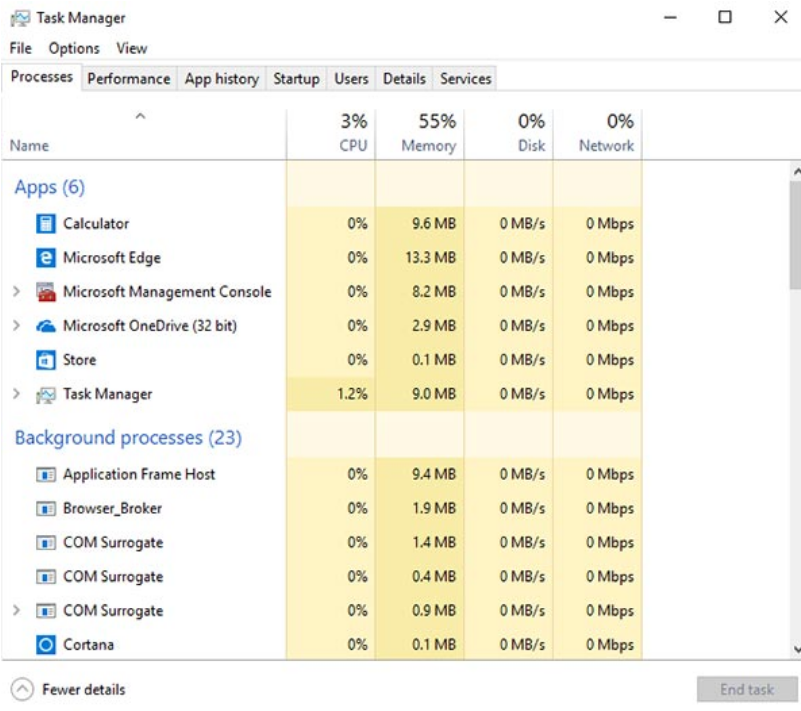 Task Manager
File Options View
Processes Performance App history Startup Users Details Services
3% 55% 0% 0%
Name CPU Memory Disk Network
Apps (6)
Calculator 0% 9.6 MB 0 MB/s 0 Mbps
Microsoft Edge 0% 13.3 MB 0 MB/s 0 Mbps
Microsoft Management Console 0% 8.2 MB 0 MB/s 0 Mbps
Microsoft OneDrive (32 bit) 0% 2.9 MB 0 MB/s 0 Mbps
Store 0% 0.1 MB 0 MB/s 0 Mbps
Task Manager 1.2% 9.0 MB 0 MB/s 0 Mbps
Background processes (23)
Application Frame Host 0% 9.4 MB 0 MB/s 0 Mbps
Browser_Broker 0% 1.9 MB 0 MB/s 0 Mbps
COM Surrogate 0% 1.4 MB 0 MB/s 0 Mbps
COM Surrogate 0% 0.4 MB 0 MB/s 0 Mbps
COM Surrogate 0% 0.9 MB 0 MB/s 0 Mbps
Cortana 0% 0.1 MB 0 MB/s 0 Mbps
Fewer details End task